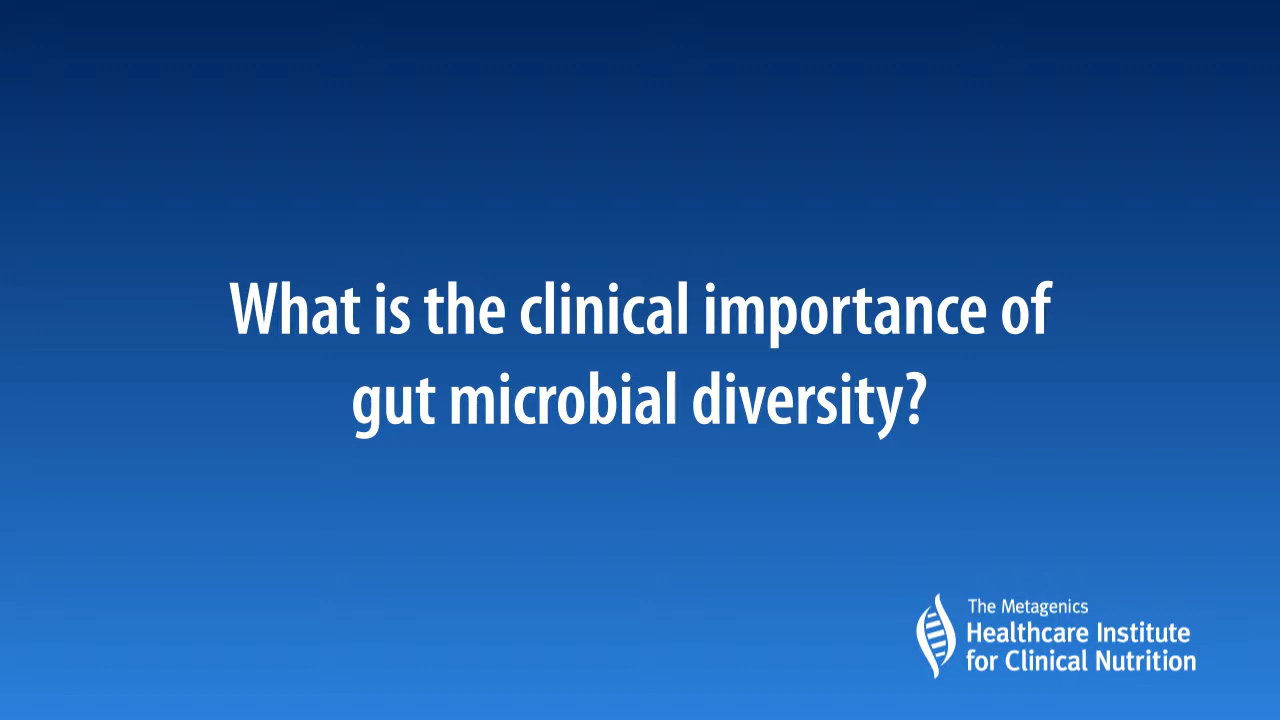 What is the clinical importance of
gut microbial diversity?
The Metagenics
Healthcare Institute
for Clinical Nutrition